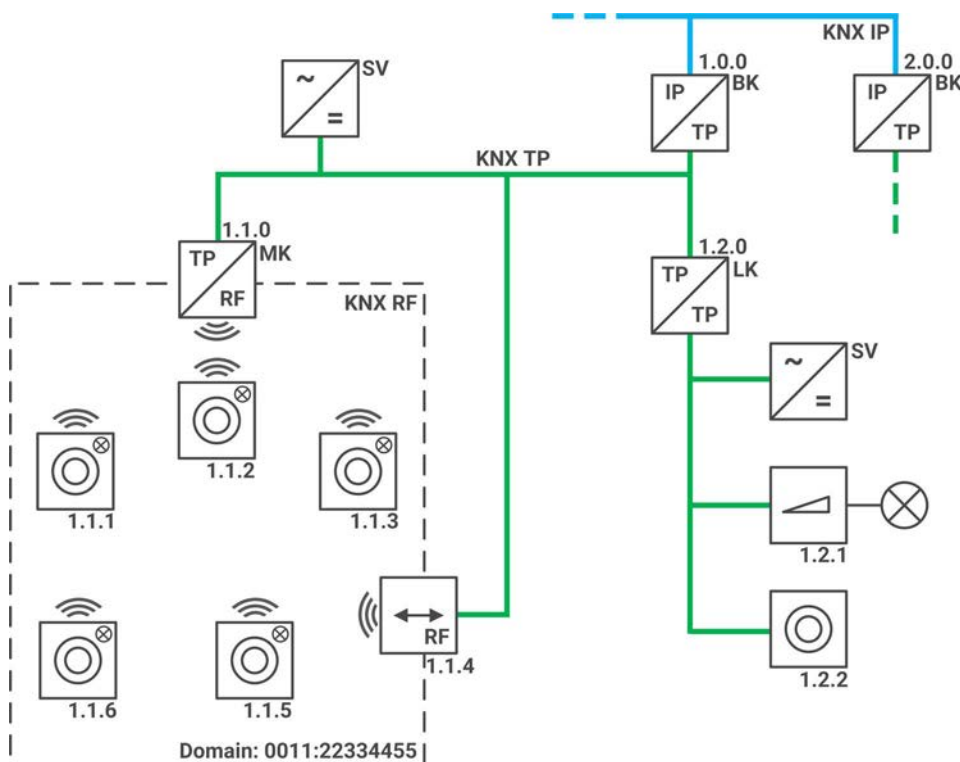 KNX IP
SV
~
=
1.0.0
BK
IP
TP
2.0.0
BK
IP
TP
KNX TP
1.1.0
MK
TP
RF
1.2.0
LK
TP
TP
KNX RF
SV
~
=
1.1.2
1.1.1
1.1.3
1.2.1
RF
1.1.4
1.2.2
1.1.6
1.1.5
Domain: 0011:22334455